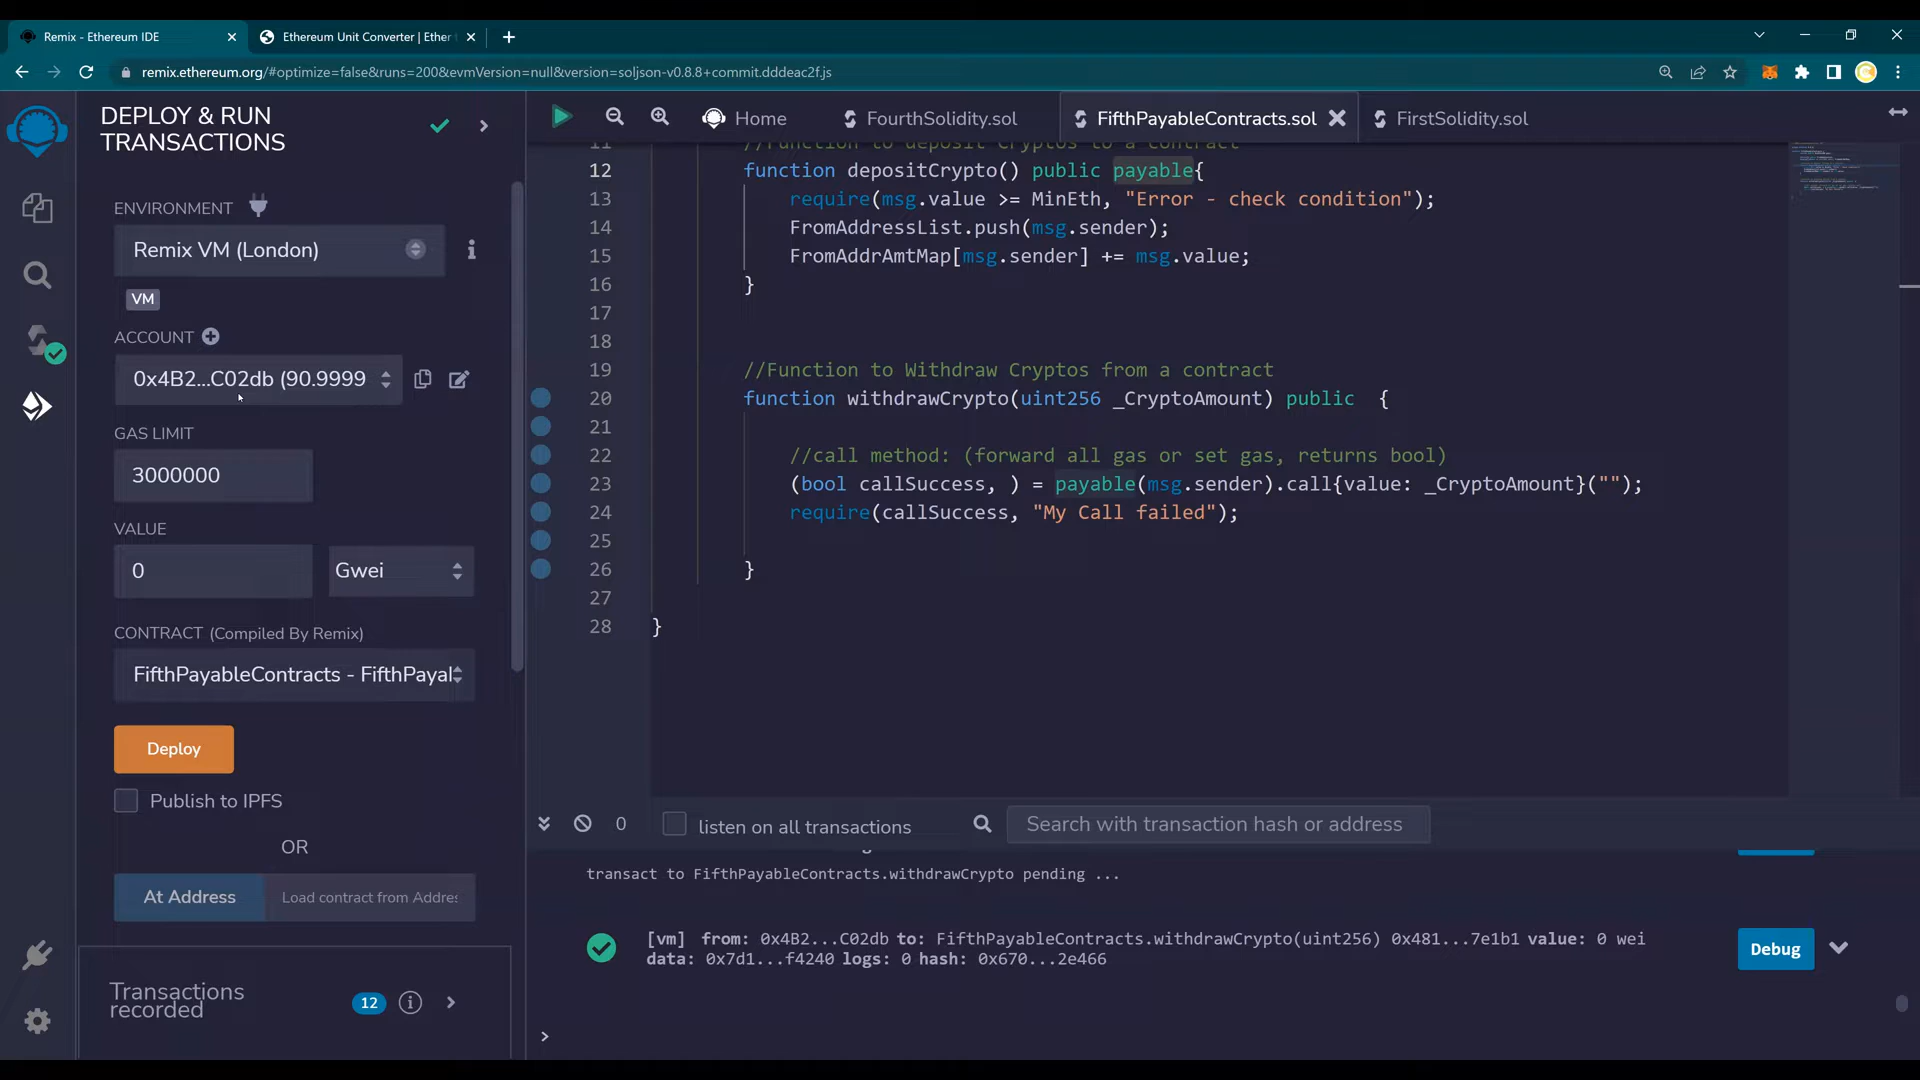 Remix - Ethereum IDE
Ethereum Unit Converter | Ether
remix.ethereum.org/#optimize=false&runs=200&evmVersion=null&version=soljson-v0.8.8+commit.dddeac2f.js
DEPLOY & RUN
TRANSACTIONS
ENVIRONMENT
Remix VM (London)
VM
ACCOUNT
0x4B2...C02db (90.9999
GAS LIMIT
3000000
VALUE
0
Gwei
CONTRACT (Compiled By Remix)
FifthPayableContracts - FifthPayal
Deploy
Publish to IPFS
OR
At Address
Load contract from Addres
Transactions
recorded
12
Home
FourthSolidity.sol
FifthPayableContracts.sol
FirstSolidity.sol
11 //Function to deposit Cryptos to a contract
12 function depositCrypto() public payable{
13 require(msg.value >= MinEth, "Error - check condition");
14 FromAddressList.push(msg.sender);
15 FromAddrAmtMap[msg.sender] += msg.value;
16 }
17
18
19 //Function to Withdraw Cryptos from a contract
20 function withdrawCrypto(uint256 _CryptoAmount) public {
21
22 //call method: (forward all gas or set gas, returns bool)
23 (bool callSuccess, ) = payable(msg.sender).call{value: _CryptoAmount}("");
24 require(callSuccess, "My Call failed");
25
26 }
27
28 }
0
listen on all transactions
Search with transaction hash or address
transact to FifthPayableContracts.withdrawCrypto pending ...
[vm] from: 0x4B2...C02db to: FifthPayableContracts.withdrawCrypto(uint256) 0x481...7e1b1 value: 0 wei
data: 0x7d1...f4240 logs: 0 hash: 0x670...2e466
Debug
>